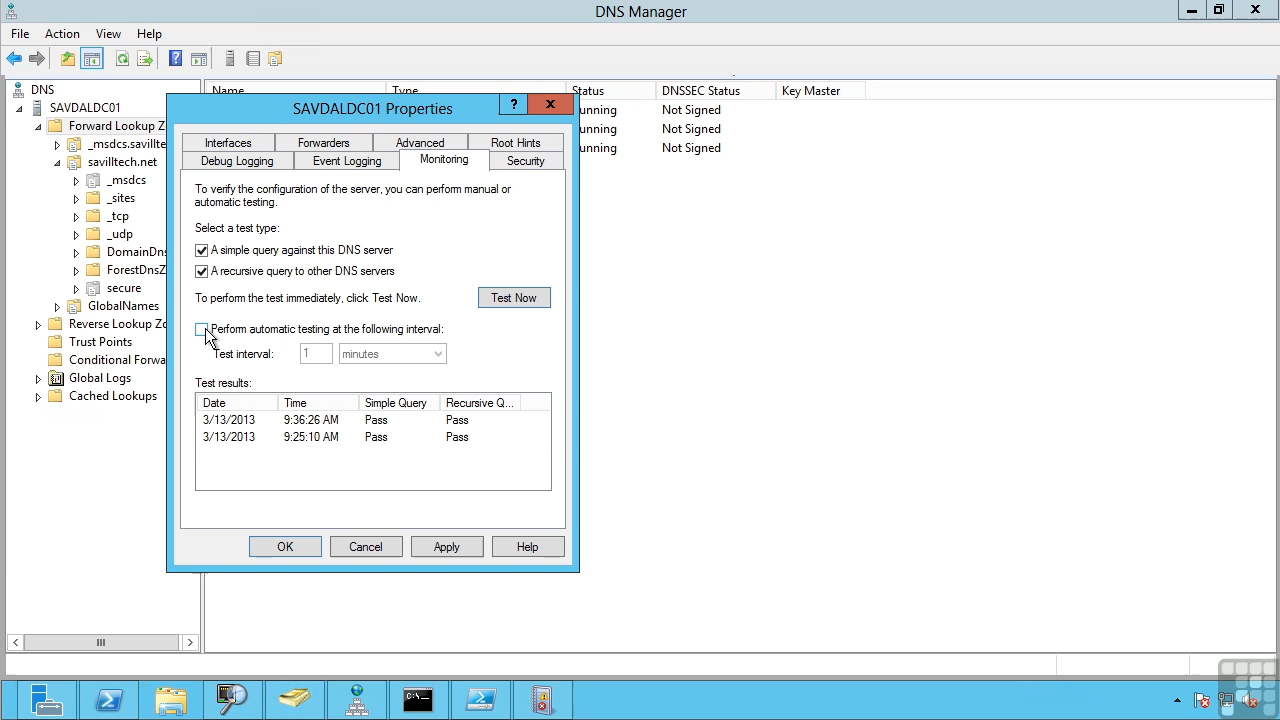 DNS Manager
File Action View Help
DNS
SAVDALDC01
Forward Lookup Z
_msdcs.savillte
savilltech.net
_msdcs
_sites
_tcp
_udp
DomainDns
ForestDnsZ
secure
GlobalNames
Reverse Lookup Zo
Trust Points
Conditional Forwa
Global Logs
Cached Lookups
Name Type Status DNSSEC Status Key Master
unning Not Signed
unning Not Signed
unning Not Signed
SAVDALDC01 Properties
?
Interfaces Forwarders Advanced Root Hints
Debug Logging Event Logging Monitoring Security
To verify the configuration of the server, you can perform manual or
automatic testing.
Select a test type:
A simple query against this DNS server
A recursive query to other DNS servers
To perform the test immediately, click Test Now. Test Now
Perform automatic testing at the following interval:
Test interval: 1 minutes
Test results:
Date Time Simple Query Recursive Q...
3/13/2013 9:36:26 AM Pass Pass
3/13/2013 9:25:10 AM Pass Pass
OK Cancel Apply Help